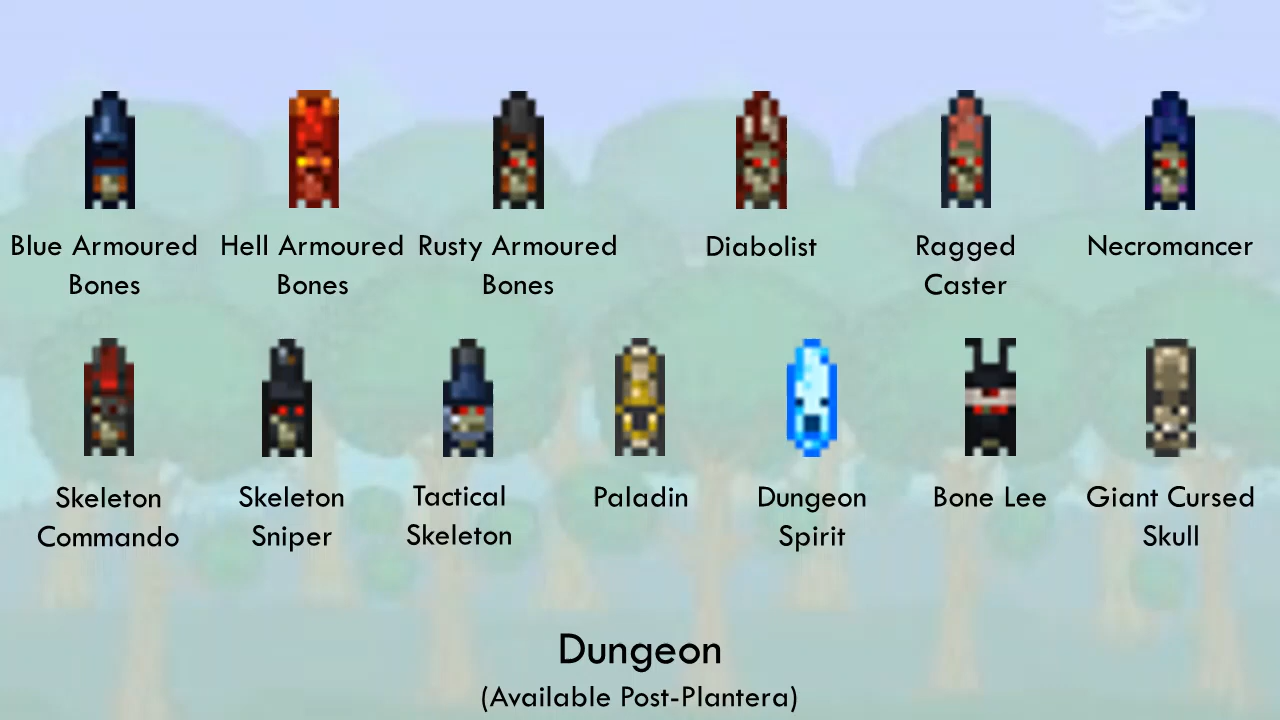 Blue Armoured
Bones
Hell Armoured
Bones
Rusty Armoured
Bones
Diabolist
Ragged
Caster
Necromancer
Skeleton
Commando
Skeleton
Sniper
Tactical
Skeleton
Paladin
Dungeon
Spirit
Bone Lee
Giant Cursed
Skull
Dungeon
(Available Post-Plantera)